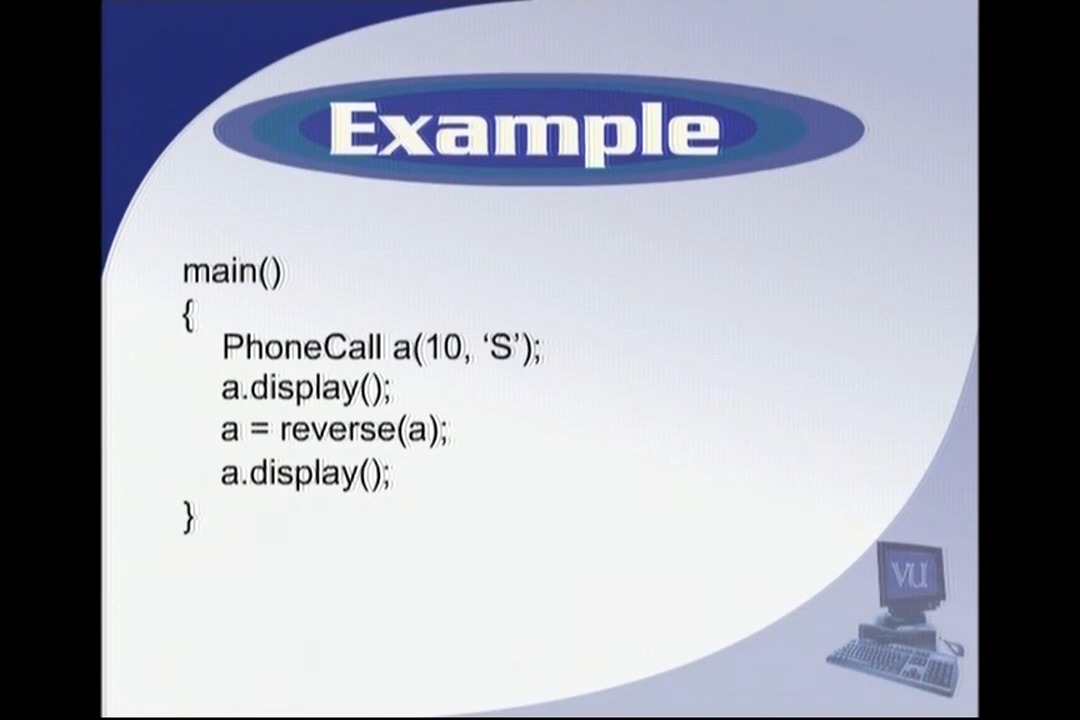 Example
main()
{
PhoneCall a(10, ‘S’);
a.display();
a = reverse(a);
a.display();
}
VU